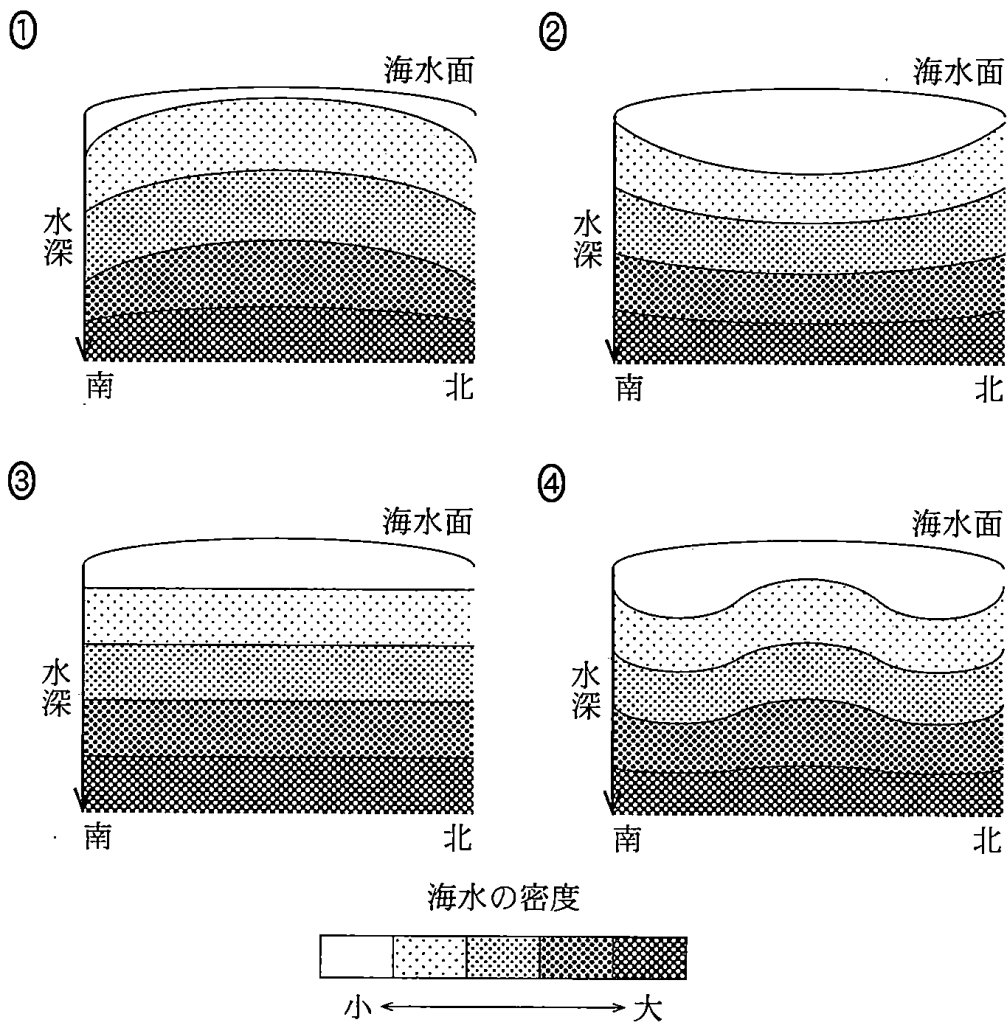 ①
海水面
水深
南
北
②
海水面
水深
南
北
③
海水面
水深
南
北
④
海水面
水深
南
北
海水の密度
小
大